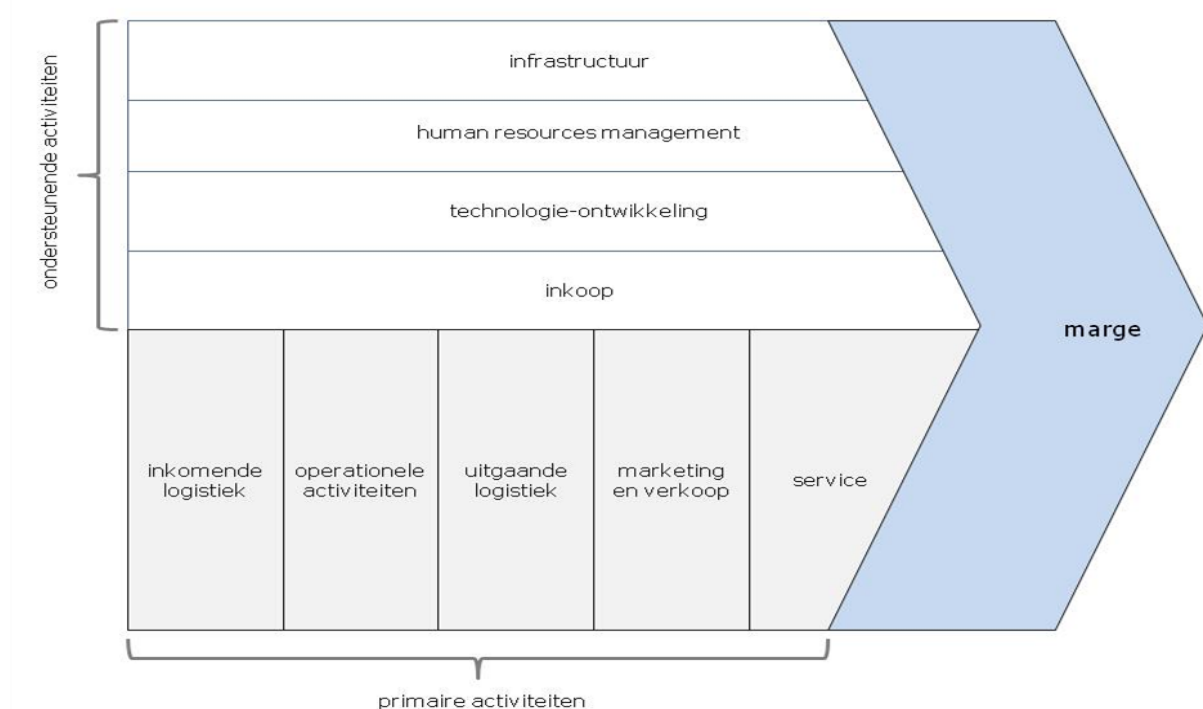 ondersteunende activiteiten
infrastructuur
human resources management
technologie-ontwikkeling
inkoop
marge
inkomende
logistiek
operationele
activiteiten
uitgaande
logistiek
marketing
en verkoop
service
primaire activiteiten